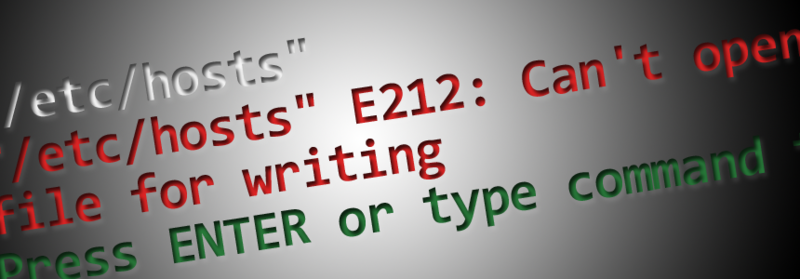 /etc/hosts"
"/etc/hosts" E212: Can't open
file for writing
Press ENTER or type command